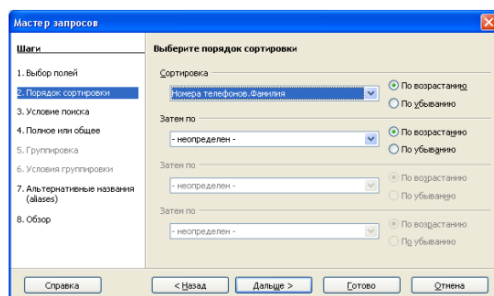 Мастер запросов
Шаги
1. Выбор полей
2. Порядок сортировки
3. Условие поиска
4. Полное или общее
5. Группировка
6. Условия группировки
7. Альтернативные названия
(aliases)
8. Обзор
Выберите порядок сортировки
Сортировка
Номера телефонов.Фамилия
По возрастанию
По убыванию
Затем по
- неопределен -
По возрастанию
По убыванию
Затем по
- неопределен -
По возрастанию
По убыванию
Затем по
- неопределен -
По возрастанию
По убыванию
Справка
< Назад
Дальше >
Готово
Отмена